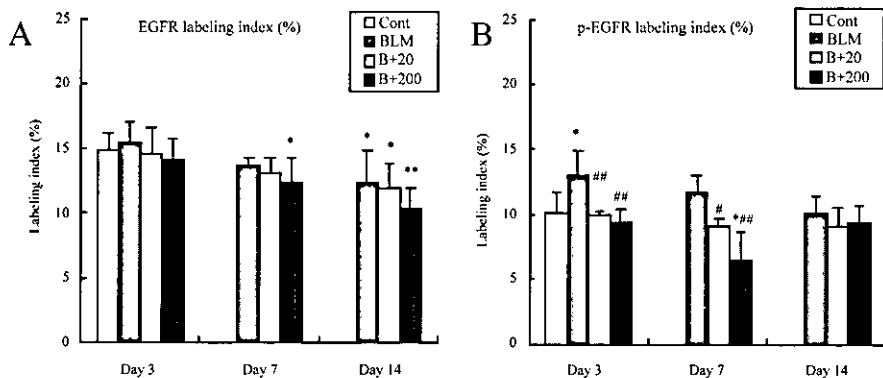 A
EGFR labeling index (%)
Cont
BLM
B+20
B+200
Labeling index (%)
25
20
15
10
5
0
*
*
*
**
Day 3
Day 7
Day 14
B
p-EGFR labeling index (%)
Cont
BLM
B+20
B+200
Labeling index (%)
25
20
15
10
5
0
*
##
##
#
*##
Day 3
Day 7
Day 14